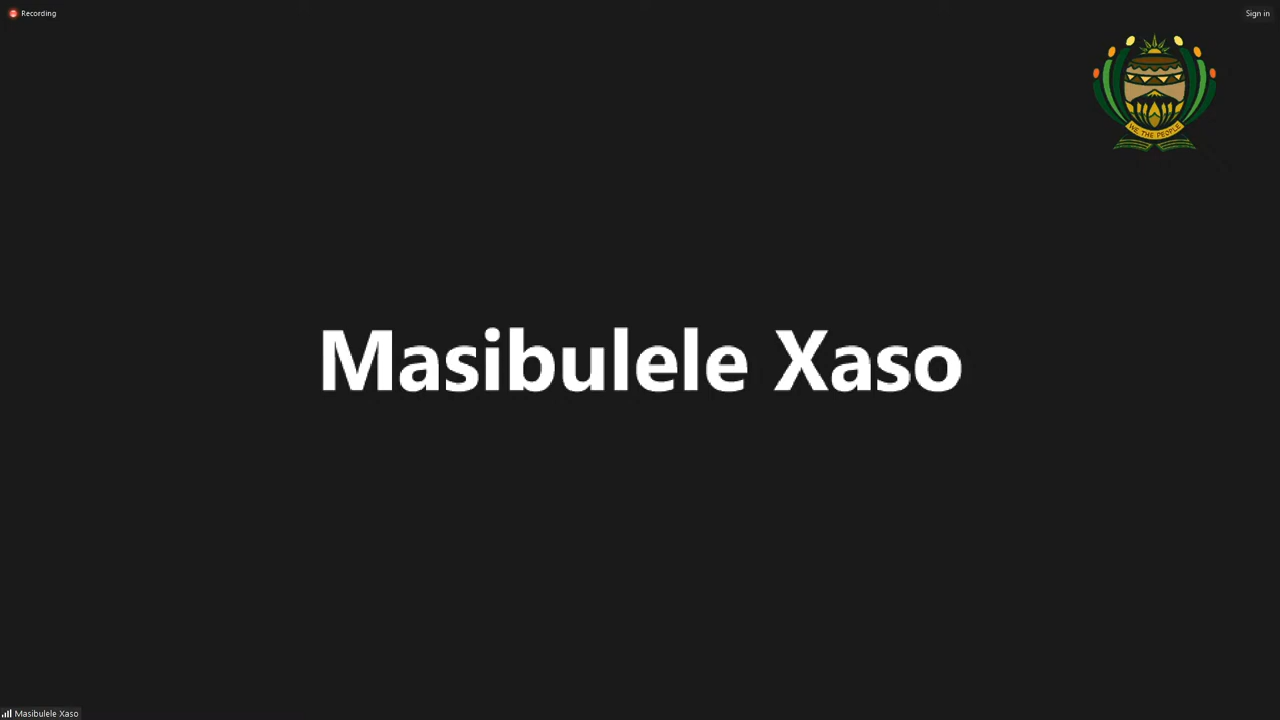 Recording
Sign in
WE, THE PEOPLE
Masibulele Xaso
Masibulele Xaso